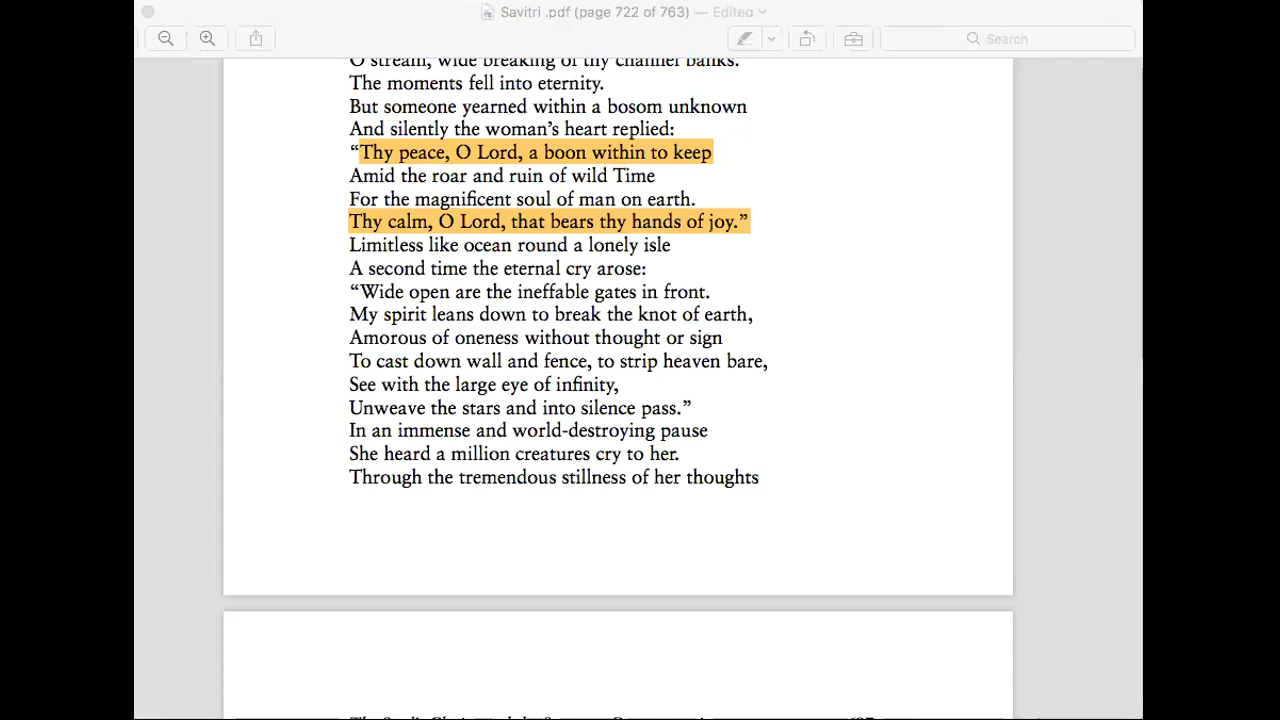 Savitri .pdf (page 722 of 763) — Edited
Search
O stream, wide breaking of thy channel banks.
The moments fell into eternity.
But someone yearned within a bosom unknown
And silently the woman's heart replied:
“Thy peace, O Lord, a boon within to keep
Amid the roar and ruin of wild Time
For the magnificent soul of man on earth.
Thy calm, O Lord, that bears thy hands of joy.”
Limitless like ocean round a lonely isle
A second time the eternal cry arose:
“Wide open are the ineffable gates in front.
My spirit leans down to break the knot of earth,
Amorous of oneness without thought or sign
To cast down wall and fence, to strip heaven bare,
See with the large eye of infinity,
Unweave the stars and into silence pass.”
In an immense and world-destroying pause
She heard a million creatures cry to her.
Through the tremendous stillness of her thoughts